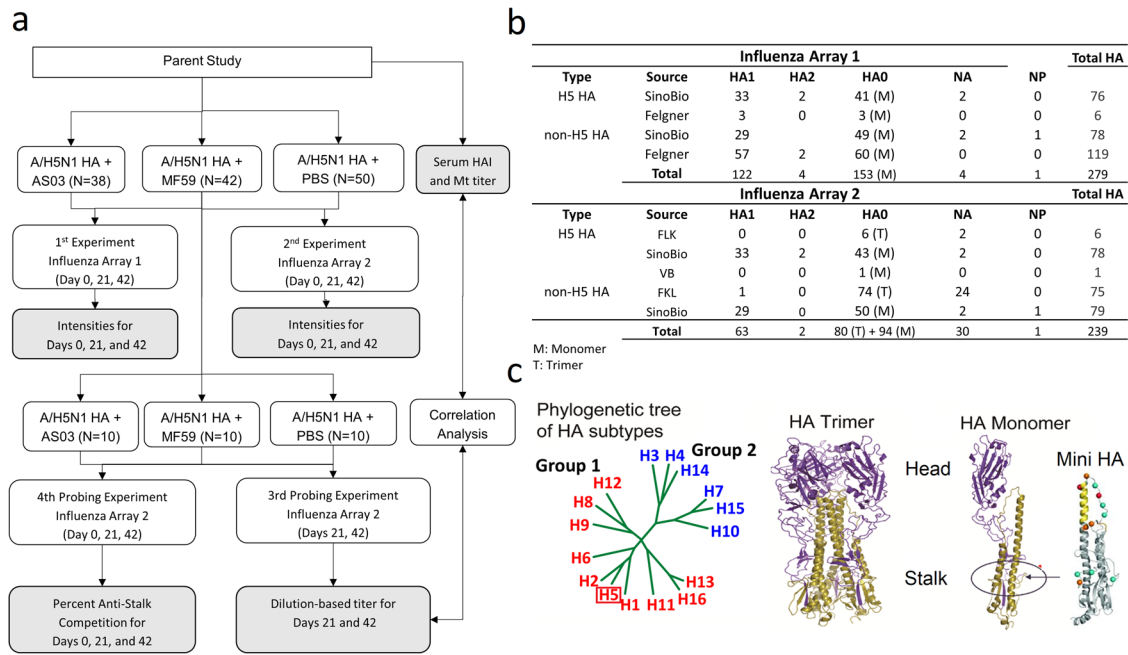 a
Parent Study
A/H5N1 HA +
AS03 (N=38)
A/H5N1 HA +
MF59 (N=42)
A/H5N1 HA +
PBS (N=50)
Serum HAI
and Mt titer
1st Experiment
Influenza Array 1
(Day 0, 21, 42)
2nd Experiment
Influenza Array 2
(Day 0, 21, 42)
Intensities for
Days 0, 21, and 42
Intensities for
Days 0, 21, and 42
A/H5N1 HA +
AS03 (N=10)
A/H5N1 HA +
MF59 (N=10)
A/H5N1 HA +
PBS (N=10)
Correlation
Analysis
4th Probing Experiment
Influenza Array 2
(Day 0, 21, 42)
3rd Probing Experiment
Influenza Array 2
(Days 21, 42)
Percent Anti-Stalk
Competition for
Days 0, 21, and 42
Dilution-based titer for
Days 21 and 42
b
Influenza Array 1 Total HA
Type Source HA1 HA2 HA0 NA NP
H5 HA SinoBio 33 2 41 (M) 2 0 76
Felgner 3 0 3 (M) 0 0 6
non-H5 HA SinoBio 29 49 (M) 2 1 78
Felgner 57 2 60 (M) 0 0 119
Total 122 4 153 (M) 4 1 279
Influenza Array 2 Total HA
Type Source HA1 HA2 HA0 NA NP
H5 HA FLK 0 0 6 (T) 2 0 6
SinoBio 33 2 43 (M) 2 0 78
VB 0 0 1 (M) 0 0 1
non-H5 HA FKL 1 0 74 (T) 24 0 75
SinoBio 29 0 50 (M) 2 1 79
Total 63 2 80 (T) + 94 (M) 30 1 239
M: Monomer
T: Trimer
c
Phylogenetic tree
of HA subtypes
Group 1
Group 2
H3
H4
H14
H7
H15
H10
H12
H8
H9
H6
H2
H5
H1
H11
H16
H13
HA Trimer
HA Monomer
Head
Mini HA
Stalk